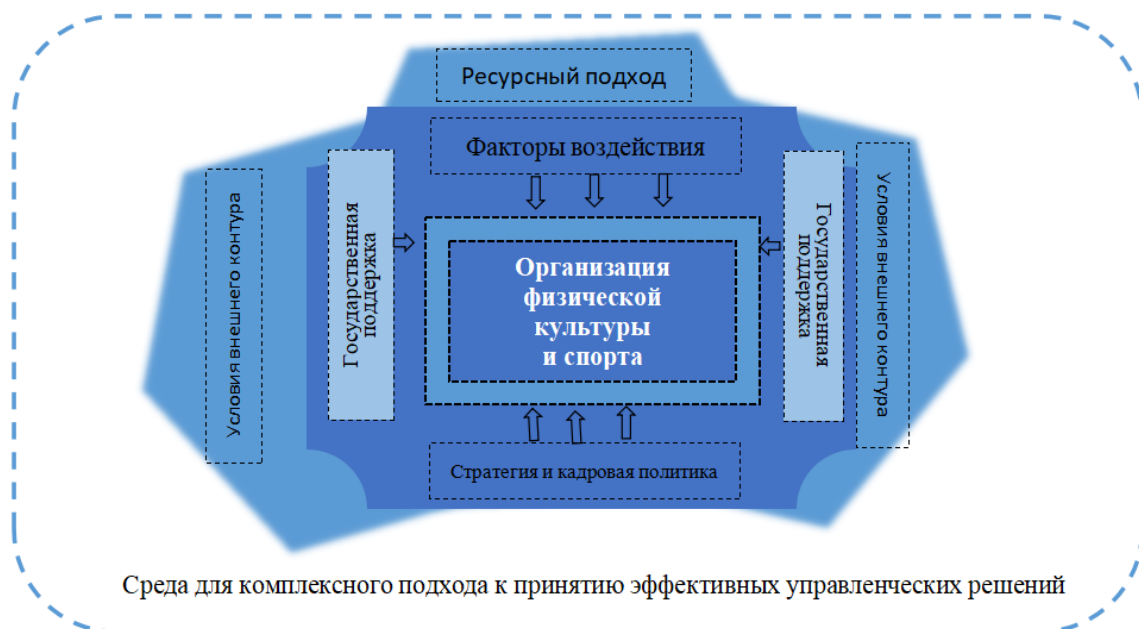 Ресурсный подход
Факторы воздействия
Условия внешнего контура
Государственная
поддержка
Организация
физической
культуры
и спорта
Государственная
поддержка
Условия внешнего контура
Стратегия и кадровая политика
Среда для комплексного подхода к принятию эффективных управленческих решений